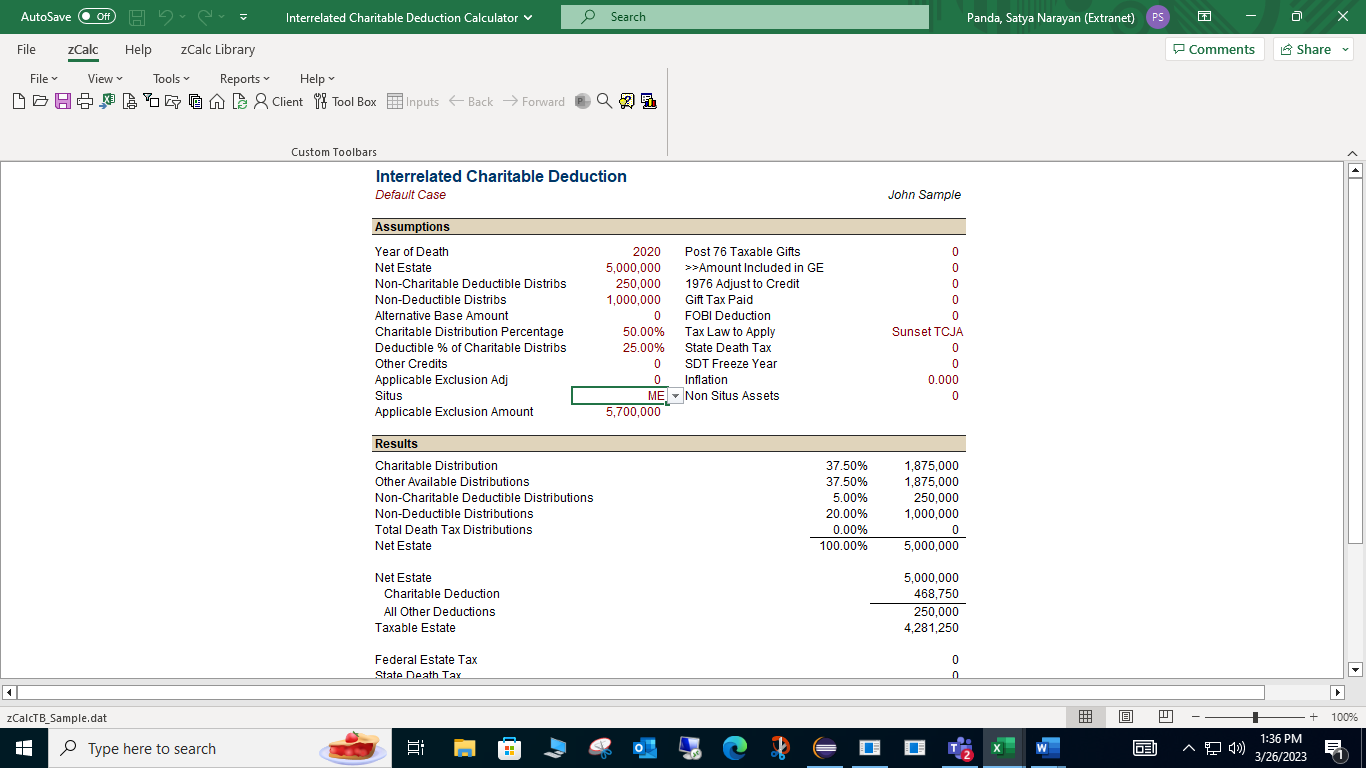 AutoSave Off Interrelated Charitable Deduction Calculator Search Panda, Satya Narayan (Extranet) PS
File zCalc Help zCalc Library Comments Share
File View Tools Reports Help
Client Tool Box Inputs Back Forward
Custom Toolbars
Interrelated Charitable Deduction
Default Case John Sample
Assumptions
Year of Death 2020 Post 76 Taxable Gifts 0
Net Estate 5,000,000 >>Amount Included in GE 0
Non-Charitable Deductible Distribs 250,000 1976 Adjust to Credit 0
Non-Deductible Distribs 1,000,000 Gift Tax Paid 0
Alternative Base Amount 0 FOBI Deduction 0
Charitable Distribution Percentage 50.00% Tax Law to Apply Sunset TCJA
Deductible % of Charitable Distribs 25.00% State Death Tax 0
Other Credits 0 SDT Freeze Year 0
Applicable Exclusion Adj 0 Inflation 0.000
Situs ME Non Situs Assets 0
Applicable Exclusion Amount 5,700,000
Results
Charitable Distribution 37.50% 1,875,000
Other Available Distributions 37.50% 1,875,000
Non-Charitable Deductible Distributions 5.00% 250,000
Non-Deductible Distributions 20.00% 1,000,000
Total Death Tax Distributions 0.00% 0
Net Estate 100.00% 5,000,000
Net Estate 5,000,000
Charitable Deduction 468,750
All Other Deductions 250,000
Taxable Estate 4,281,250
Federal Estate Tax 0
State Death Tax 0
zCalcTB_Sample.dat 100%
Type here to search 2 1:36 PM
3/26/2023 1